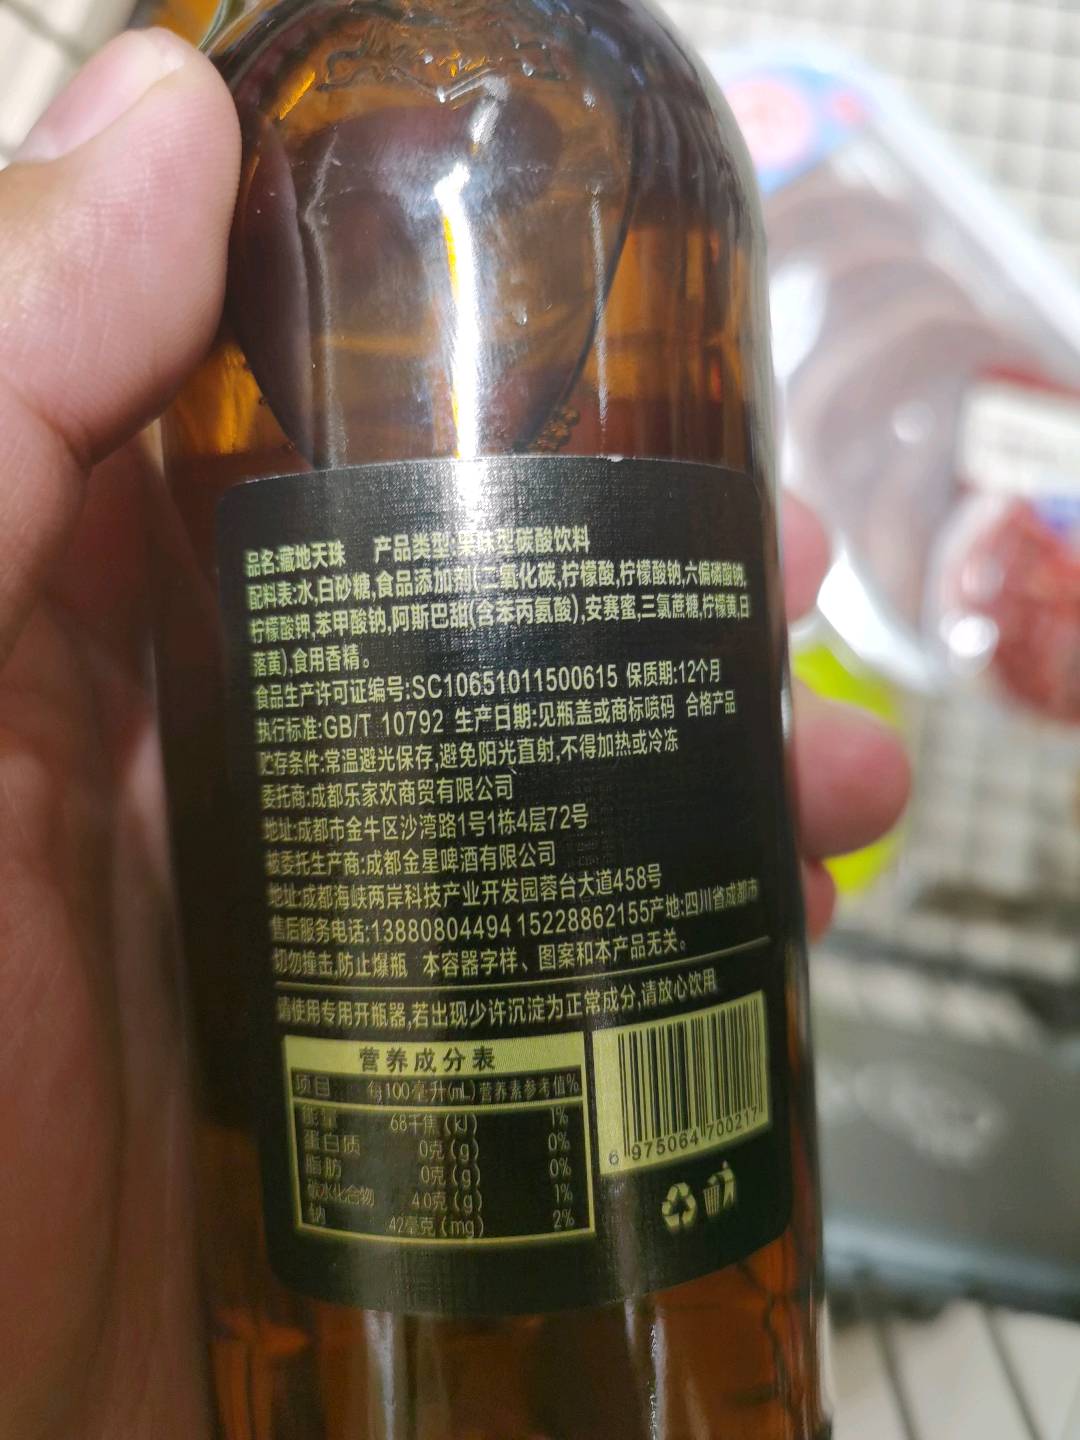 品名:藏地天珠 产品类型:果味型碳酸饮料
配料表:水,白砂糖,食品添加剂(二氧化碳,柠檬酸,柠檬酸钠,六偏磷酸钠,
柠檬酸钾,苯甲酸钠,阿斯巴甜(含苯丙氨酸),安赛蜜,三氯蔗糖,柠檬黄,日
落黄),食用香精。
食品生产许可证编号:SC10651011500615 保质期:12个月
执行标准:GB/T 10792 生产日期:见瓶盖或商标喷码 合格产品
贮存条件:常温避光保存,避免阳光直射,不得加热或冷冻
委托商:成都乐家欢商贸有限公司
地址:成都市金牛区沙湾路1号1栋4层72号
被委托生产商:成都金星啤酒有限公司
地址:成都海峡两岸科技产业开发园蓉台大道458号
售后服务电话:13880804494 15228862155产地:四川省成都市
切勿撞击,防止爆瓶 本容器字样、图案和本产品无关。
请使用专用开瓶器,若出现少许沉淀为正常成分,请放心饮用
营养成分表
项目 每100毫升(mL) 营养素参考值%
能量 68千焦(kJ) 1%
蛋白质 0克(g) 0%
脂肪 0克(g) 0%
碳水化合物 4.0克(g) 1%
钠 42毫克(mg) 2%
6 975064 700217